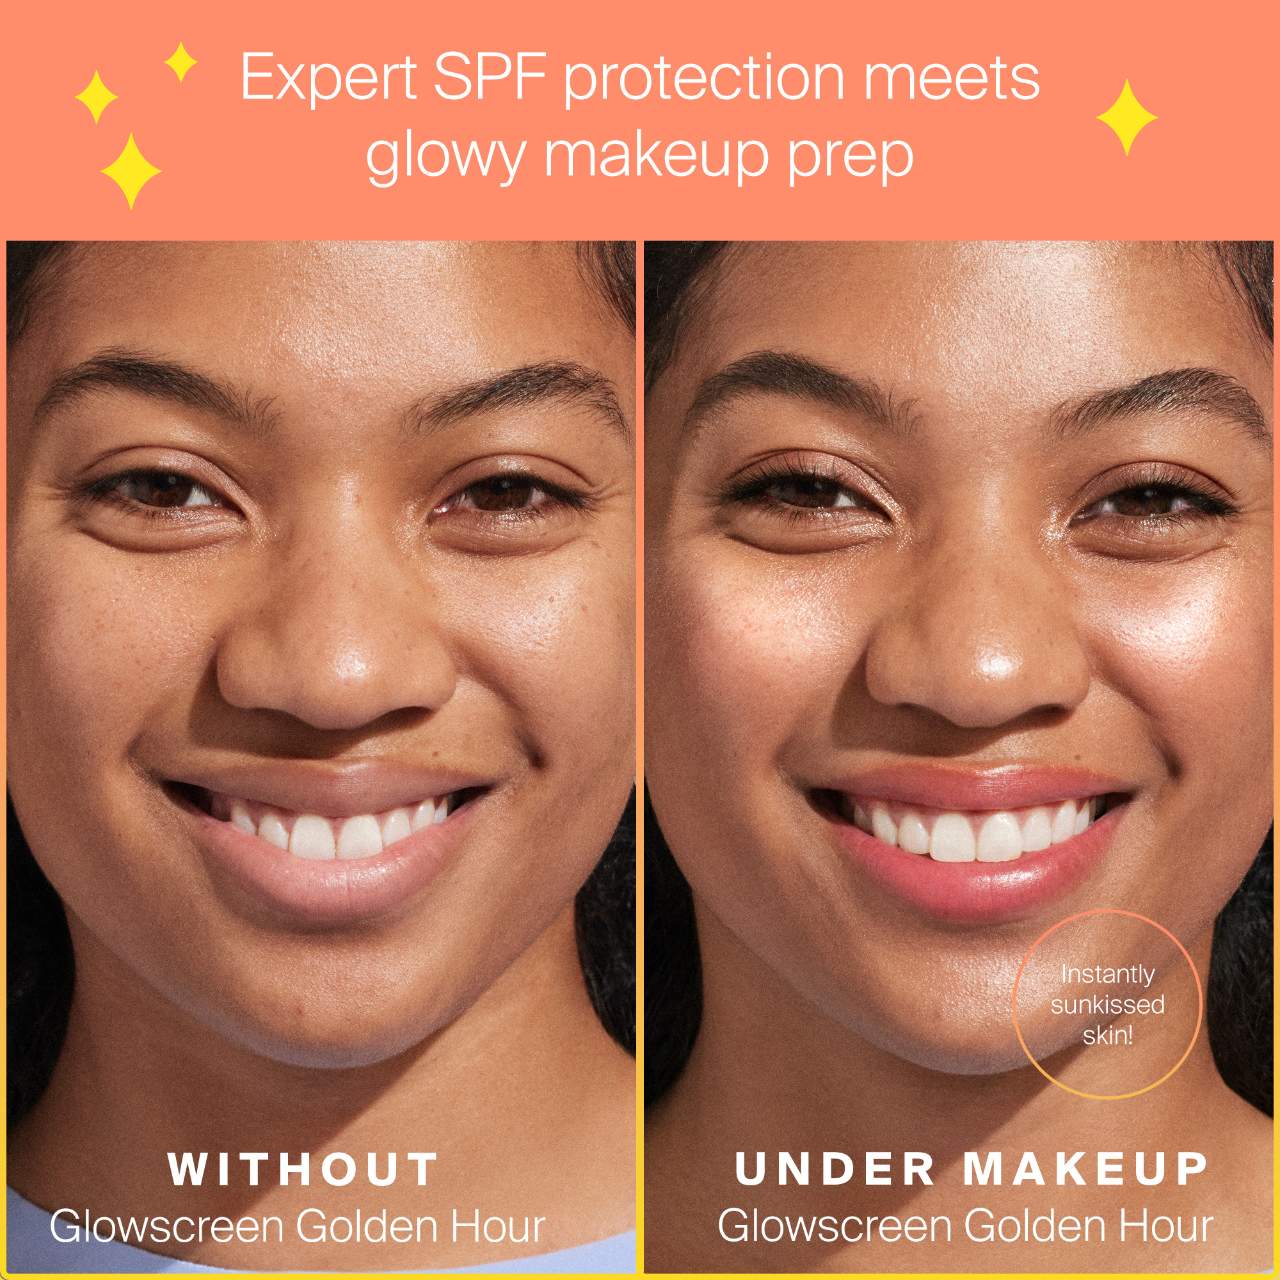 Expert SPF protection meets
glowy makeup prep
Instantly
sunkissed
skin!
WITHOUT
Glowscreen Golden Hour
UNDER MAKEUP
Glowscreen Golden Hour